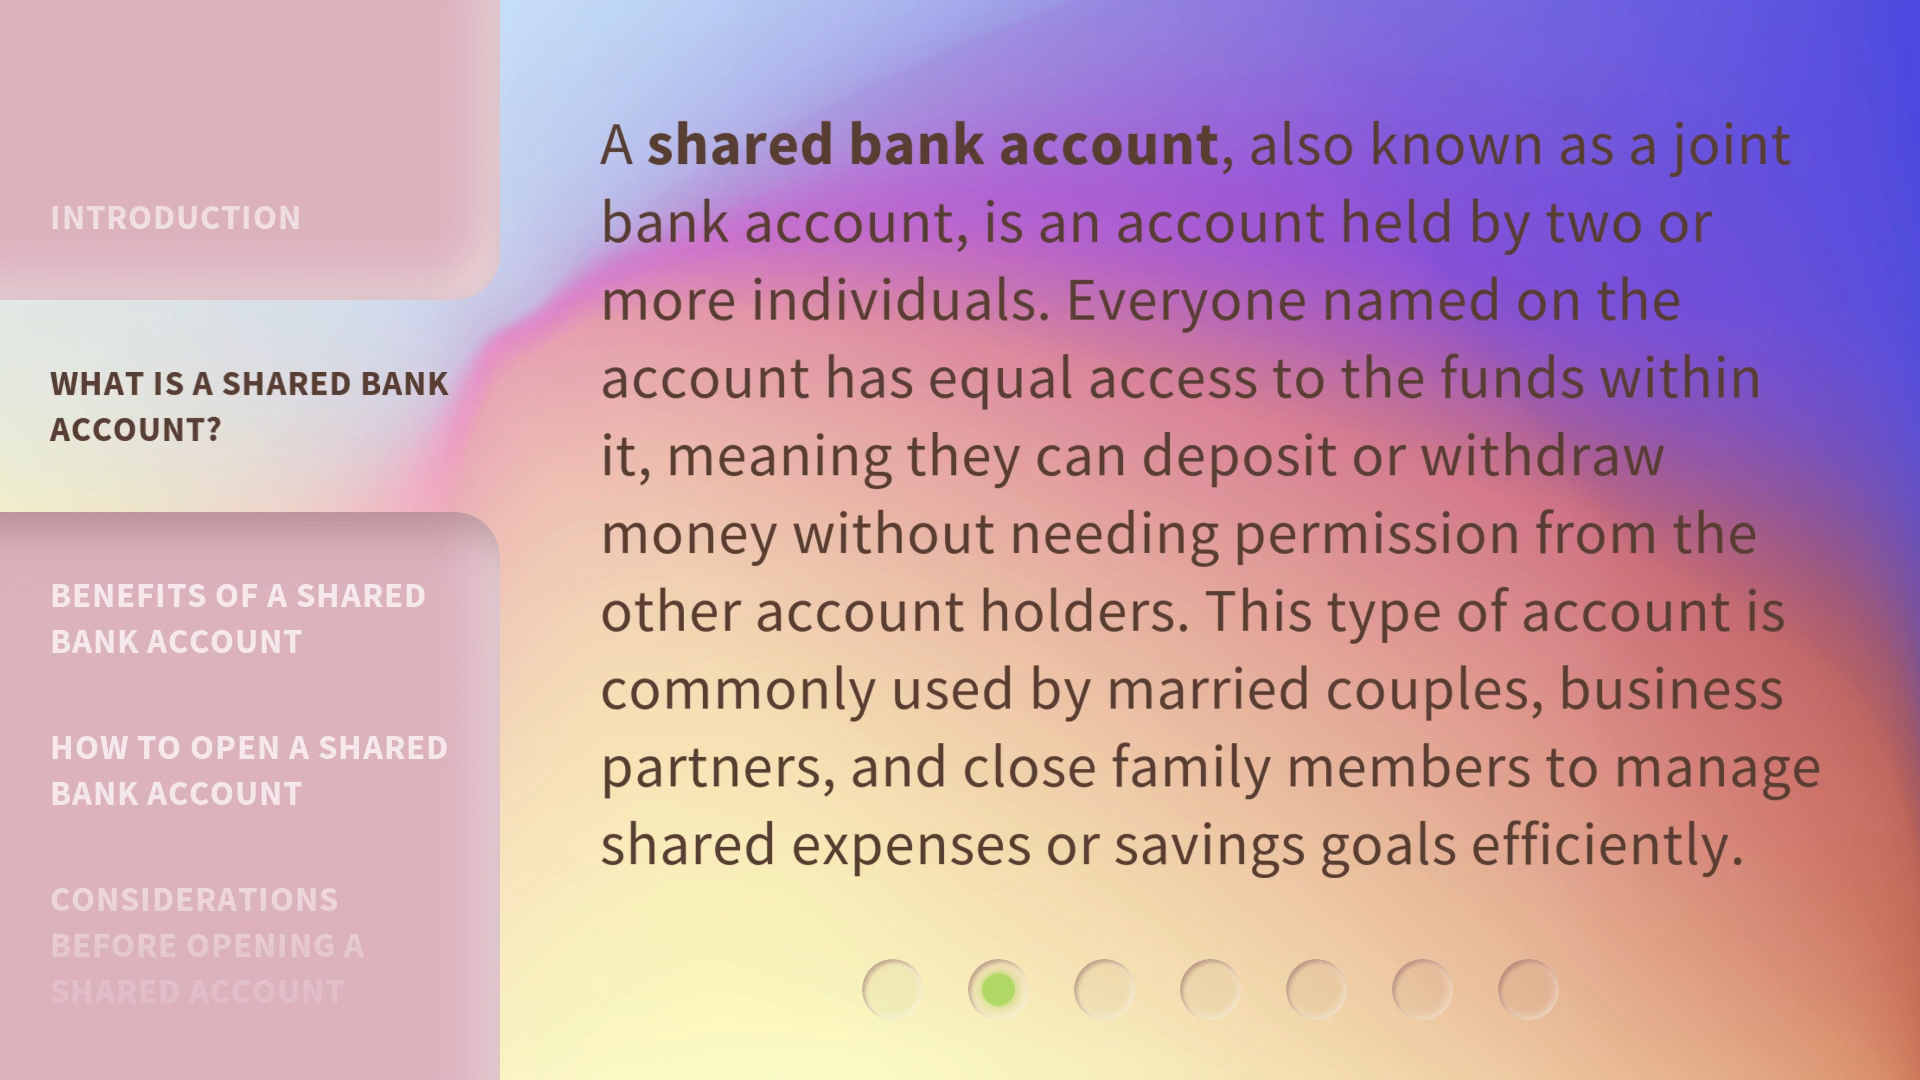 INTRODUCTION
WHAT IS A SHARED BANK
ACCOUNT?
BENEFITS OF A SHARED
BANK ACCOUNT
HOW TO OPEN A SHARED
BANK ACCOUNT
CONSIDERATIONS
BEFORE OPENING A
SHARED ACCOUNT
A shared bank account, also known as a joint
bank account, is an account held by two or
more individuals. Everyone named on the
account has equal access to the funds within
it, meaning they can deposit or withdraw
money without needing permission from the
other account holders. This type of account is
commonly used by married couples, business
partners, and close family members to manage
shared expenses or savings goals efficiently.